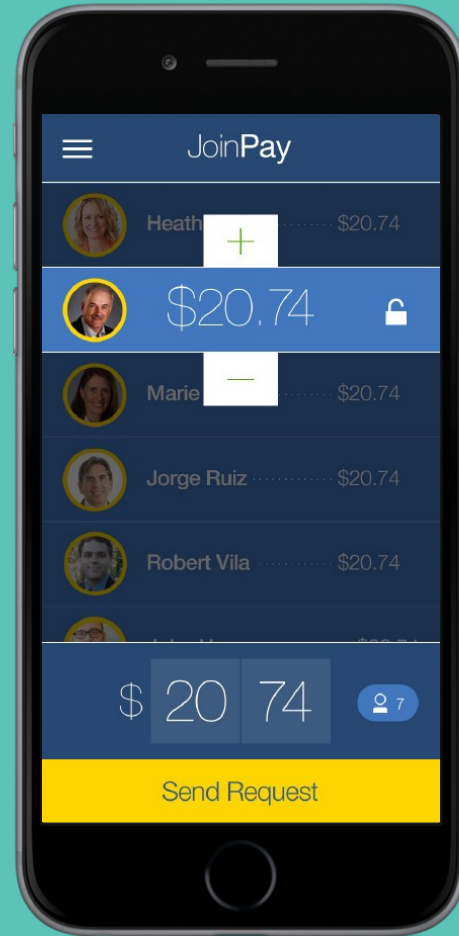 JoinPay
Heath $20.74
+
$20.74
−
Marie $20.74
Jorge Ruiz $20.74
Robert Vila $20.74
$ 20 74
7
Send Request